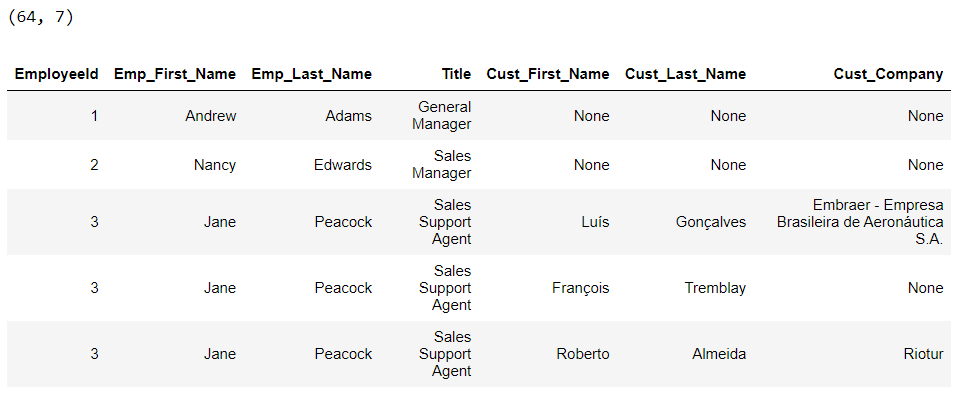 (64, 7)
EmployeeId Emp_First_Name Emp_Last_Name Title Cust_First_Name Cust_Last_Name Cust_Company
1 Andrew Adams General Manager None None None
2 Nancy Edwards Sales Manager None None None
3 Jane Peacock Sales Support Agent Luís Gonçalves Embraer - Empresa Brasileira de Aeronáutica S.A.
3 Jane Peacock Sales Support Agent François Tremblay None
3 Jane Peacock Sales Support Agent Roberto Almeida Riotur